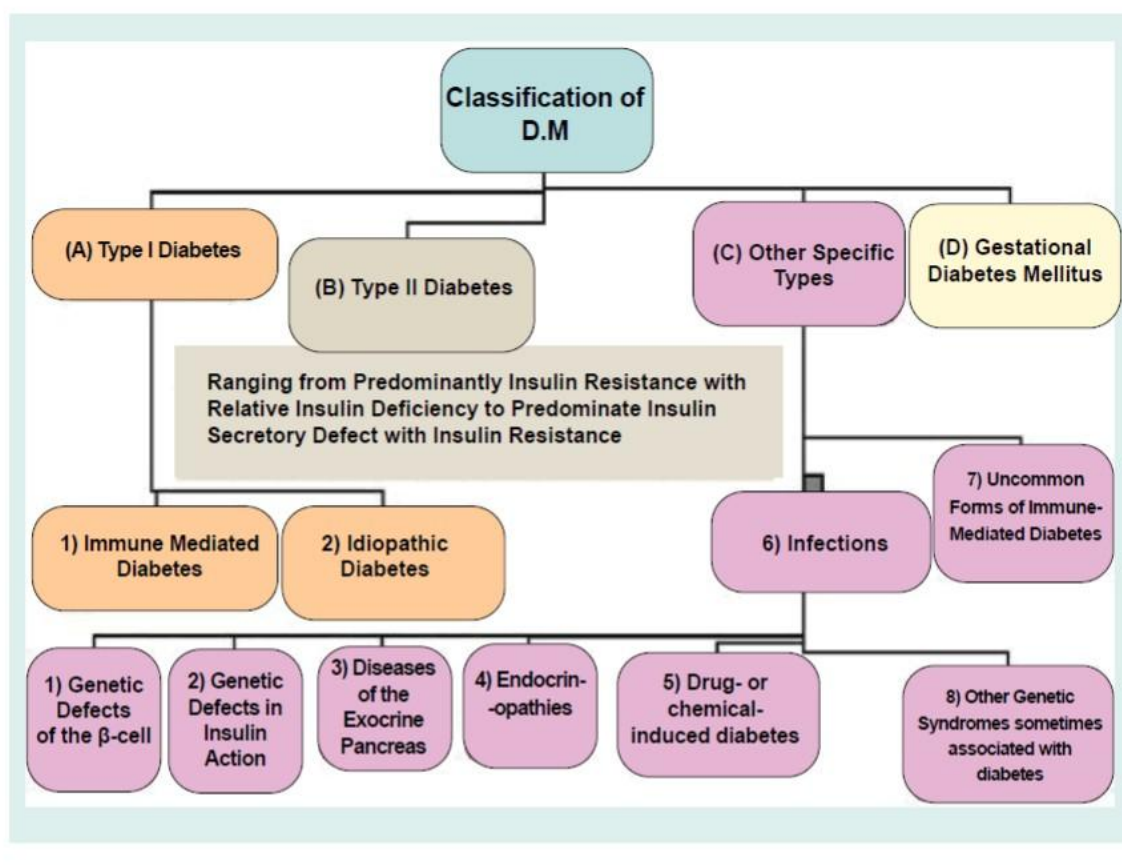 Classification of
D.M
(A) Type I Diabetes
(B) Type II Diabetes
(C) Other Specific
Types
(D) Gestational
Diabetes Mellitus
Ranging from Predominantly Insulin Resistance with
Relative Insulin Deficiency to Predominate Insulin
Secretory Defect with Insulin Resistance
1) Immune Mediated
Diabetes
2) Idiopathic
Diabetes
6) Infections
7) Uncommon
Forms of Immune-
Mediated Diabetes
1) Genetic
Defects
of the β-cell
2) Genetic
Defects in
Insulin
Action
3) Diseases
of the
Exocrine
Pancreas
4) Endocrin-
-opathies
5) Drug- or
chemical-
induced diabetes
8) Other Genetic
Syndromes sometimes
associated with
diabetes